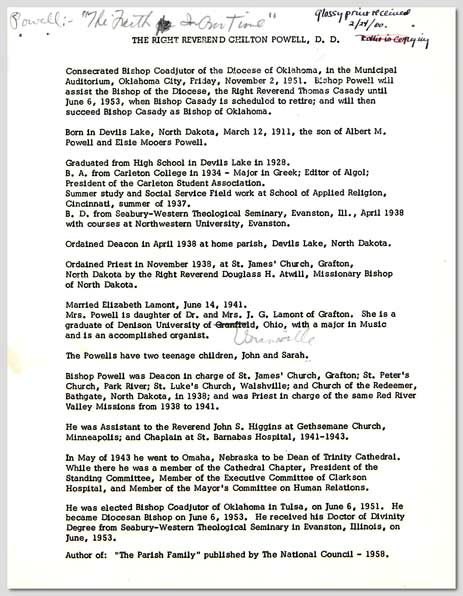 Powell:- "The Faith for Our Time"
glossy print received
2/24/60.
THE RIGHT REVEREND CHILTON POWELL, D. D.
Consecrated Bishop Coadjutor of the Diocese of Oklahoma, in the Municipal
Auditorium, Oklahoma City, Friday, November 2, 1951. Bishop Powell will
assist the Bishop of the Diocese, the Right Reverend Thomas Casady until
June 6, 1953, when Bishop Casady is scheduled to retire; and will then
succeed Bishop Casady as Bishop of Oklahoma.
Born in Devils Lake, North Dakota, March 12, 1911, the son of Albert M.
Powell and Elsie Mooers Powell.
Graduated from High School in Devils Lake in 1928.
B. A. from Carleton College in 1934 - Major in Greek; Editor of Algol;
President of the Carleton Student Association.
Summer study and Social Service Field work at School of Applied Religion,
Cincinnati, summer of 1937.
B. D. from Seabury-Western Theological Seminary, Evanston, Ill., April 1938
with courses at Northwestern University, Evanston.
Ordained Deacon in April 1938 at home parish, Devils Lake, North Dakota.
Ordained Priest in November 1938, at St. James' Church, Grafton,
North Dakota by the Right Reverend Douglass H. Atwill, Missionary Bishop
of North Dakota.
Married Elizabeth Lamont, June 14, 1941.
Mrs. Powell is daughter of Dr. and Mrs. J. G. Lamont of Grafton. She is a
graduate of Denison University of Granfield, Ohio, with a major in Music
and is an accomplished organist.
Granville
The Powells have two teenage children, John and Sarah.
Bishop Powell was Deacon in charge of St. James' Church, Grafton; St. Peter's
Church, Park River; St. Luke's Church, Walshville; and Church of the Redeemer,
Bathgate, North Dakota, in 1938; and was Priest in charge of the same Red River
Valley Missions from 1938 to 1941.
He was Assistant to the Reverend John S. Higgins at Gethsemane Church,
Minneapolis; and Chaplain at St. Barnabas Hospital, 1941-1943.
In May of 1943 he went to Omaha, Nebraska to be Dean of Trinity Cathedral.
While there he was a member of the Cathedral Chapter, President of the
Standing Committee, Member of the Executive Committee of Clarkson
Hospital, and Member of the Mayor's Committee on Human Relations.
He was elected Bishop Coadjutor of Oklahoma in Tulsa, on June 6, 1951. He
became Diocesan Bishop on June 6, 1953. He received his Doctor of Divinity
Degree from Seabury-Western Theological Seminary in Evanston, Illinois, on
June, 1953.
Author of: "The Parish Family" published by The National Council - 1958.